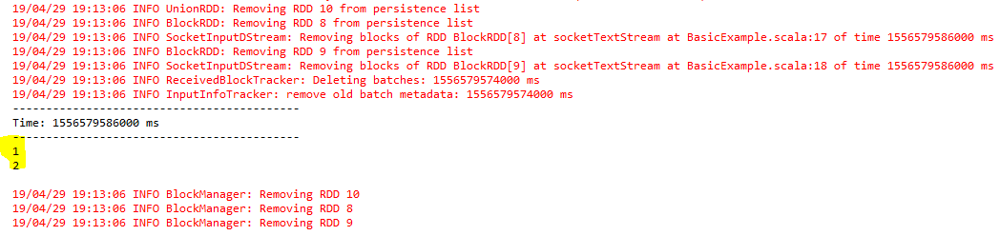 19/04/29 19:13:06 INFO UnionRDD: Removing RDD 10 from persistence list
19/04/29 19:13:06 INFO BlockRDD: Removing RDD 8 from persistence list
19/04/29 19:13:06 INFO SocketInputDStream: Removing blocks of RDD BlockRDD[8] at socketTextStream at BasicExample.scala:17 of time 1556579586000 ms
19/04/29 19:13:06 INFO BlockRDD: Removing RDD 9 from persistence list
19/04/29 19:13:06 INFO SocketInputDStream: Removing blocks of RDD BlockRDD[9] at socketTextStream at BasicExample.scala:18 of time 1556579586000 ms
19/04/29 19:13:06 INFO ReceivedBlockTracker: Deleting batches: 1556579574000 ms
19/04/29 19:13:06 INFO InputInfoTracker: remove old batch metadata: 1556579574000 ms
-------------------------------------------
Time: 1556579586000 ms
-------------------------------------------
1
2
19/04/29 19:13:06 INFO BlockManager: Removing RDD 10
19/04/29 19:13:06 INFO BlockManager: Removing RDD 8
19/04/29 19:13:06 INFO BlockManager: Removing RDD 9